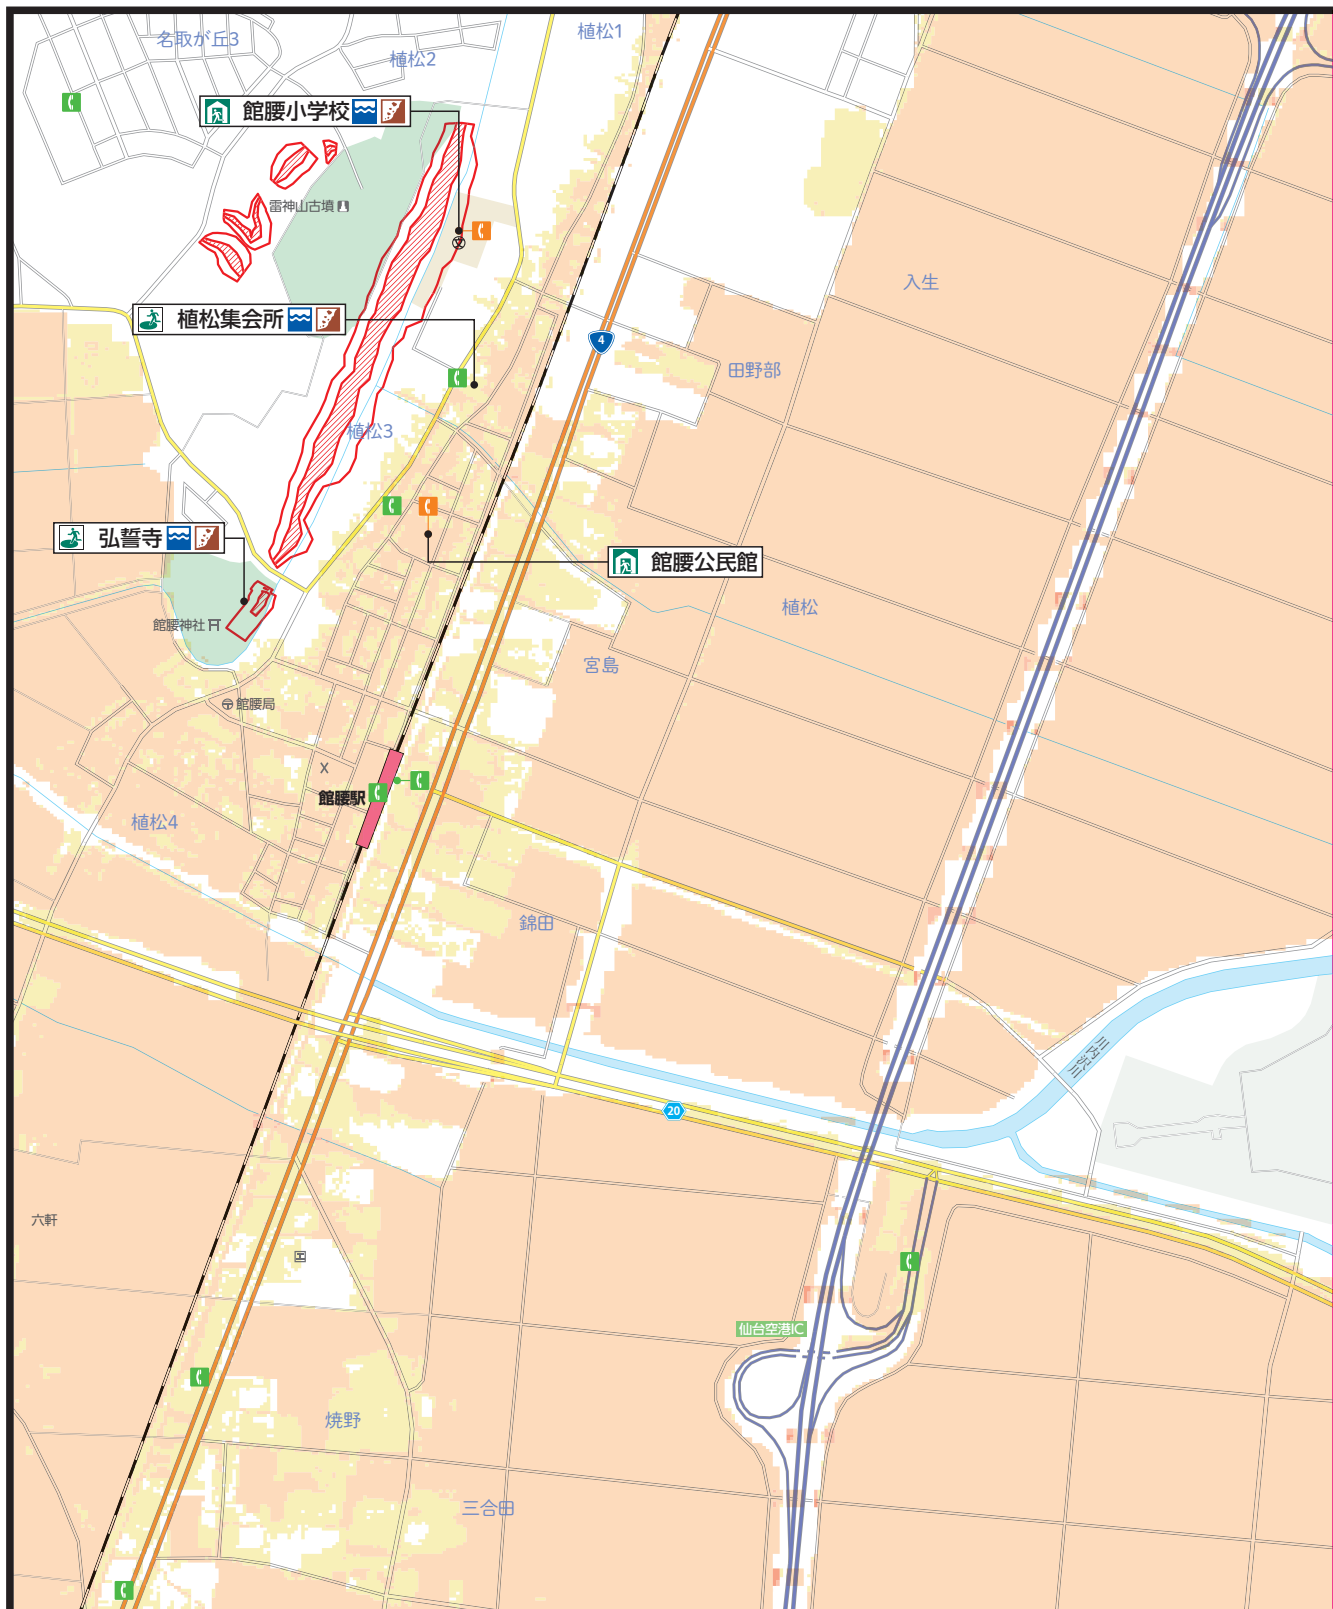 名取が丘3
植松1
植松2
館腰小学校
雷神山古墳
入生
植松集会所
4
田野部
植松3
弘誓寺
館腰公民館
植松
館腰神社
宮島
館腰局
館腰駅
植松4
錦田
川内沢川
20
六軒
仙台空港IC
焼野
三合田